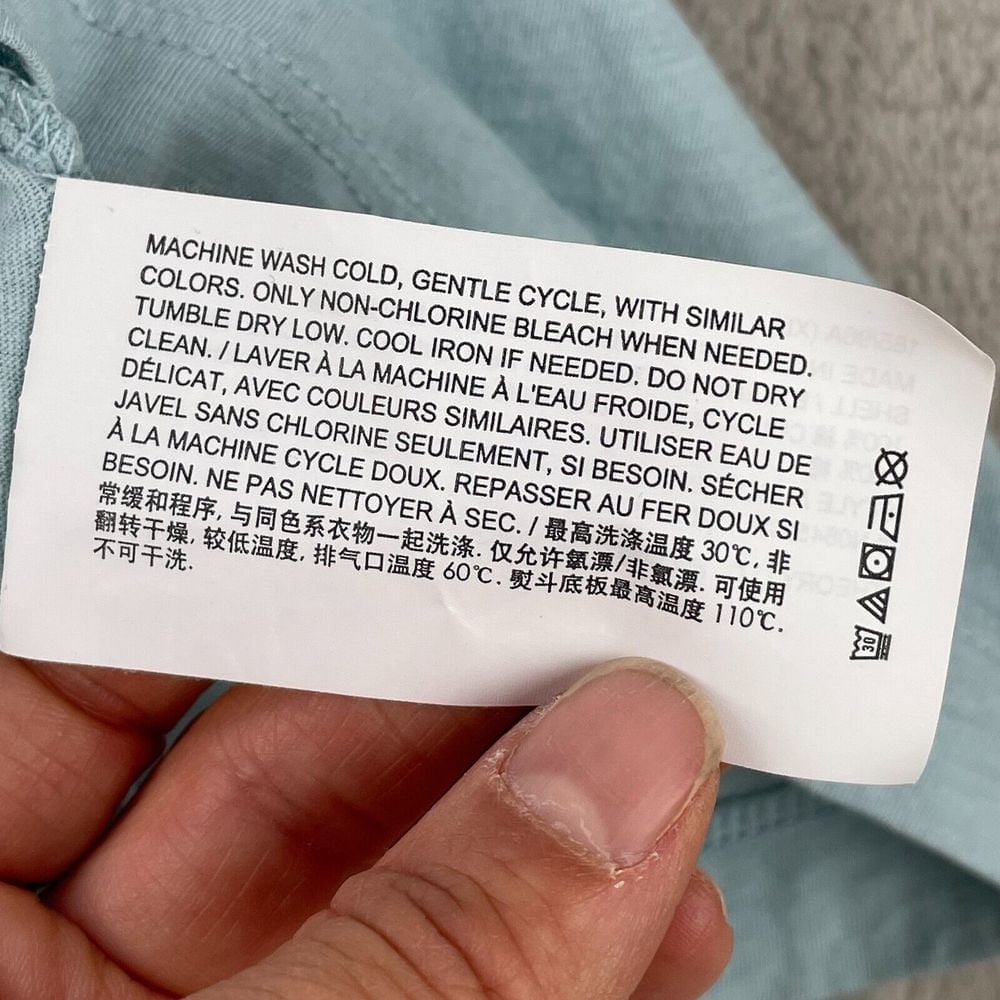 MACHINE WASH COLD, GENTLE CYCLE, WITH SIMILAR
COLORS. ONLY NON-CHLORINE BLEACH WHEN NEEDED.
TUMBLE DRY LOW. COOL IRON IF NEEDED. DO NOT DRY
CLEAN. / LAVER À LA MACHINE À L'EAU FROIDE, CYCLE
DÉLICAT, AVEC COULEURS SIMILAIRES. UTILISER EAU DE
JAVEL SANS CHLORINE SEULEMENT, SI BESOIN. SÉCHER
À LA MACHINE CYCLE DOUX. REPASSER AU FER DOUX SI
BESOIN. NE PAS NETTOYER À SEC. / 最高洗涤温度 30℃, 非
常缓和程序, 与同色系衣物一起洗涤. 仅允许氧漂/非氯漂. 可使用
翻转干燥, 较低温度, 排气口温度 60℃. 熨斗底板最高温度 110℃.
不可干洗.
30